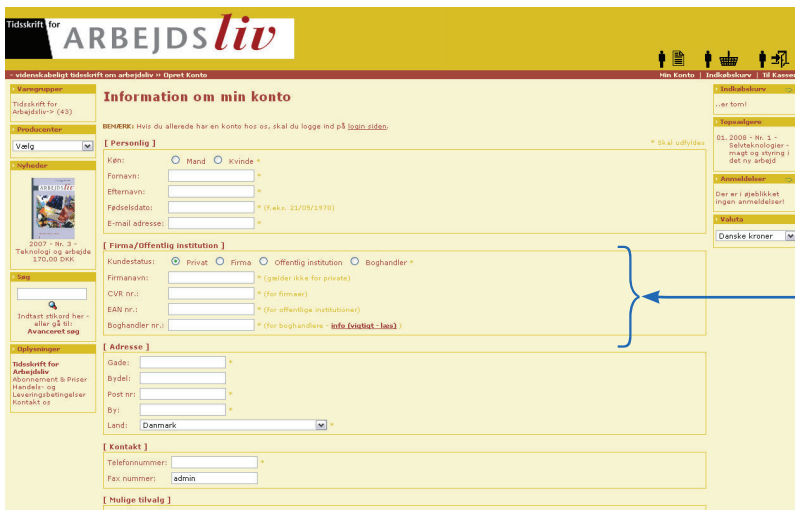 Tidsskrift for
ARBEJDSliv
- videnskabeligt tidsskrift om arbejdsliv » Opret Konto
Min Konto | Indkøbskurv | Til Kassen
Varegrupper
Tidsskrift for
Arbejdsliv-> (43)
Producenter
Vælg
Nyheder
ARBEJDSliv
2007 - Nr. 3 -
Teknologi og arbejde
170,00 DKK
Søg
Indtast stikord her -
eller gå til:
Avanceret søg
Oplysninger
Tidsskrift for
Arbejdsliv
Abonnement & Priser
Handels- og
Leveringsbetingelser
Kontakt os
Information om min konto
BEMÆRK: Hvis du allerede har en konto hos os, skal du logge ind på login siden.
[ Personlig ]
* Skal udfyldes
Køn: Mand Kvinde *
Fornavn: *
Efternavn: *
Fødselsdato: * (f.eks. 21/05/1970)
E-mail adresse: *
[ Firma/Offentlig institution ]
Kundestatus: Privat Firma Offentlig institution Boghandler *
Firmanavn: * (gælder ikke for private)
CVR nr.: * (for firmaer)
EAN nr.: * (for offentlige institutioner)
Boghandler nr.: * (for boghandlere - info (vigtigt - læs) )
[ Adresse ]
Gade: *
Bydel:
Post nr: *
By: *
Land: Danmark *
[ Kontakt ]
Telefonnummer: *
Fax nummer: admin
[ Mulige tilvalg ]
Indkøbskurv
..er tom!
Topsælgere
01. 2008 - Nr. 1 -
Selvteknologier -
magt og styring i
det ny arbejd
Anmeldelser
Der er i øjeblikket
ingen anmeldelser!
Valuta
Danske kroner